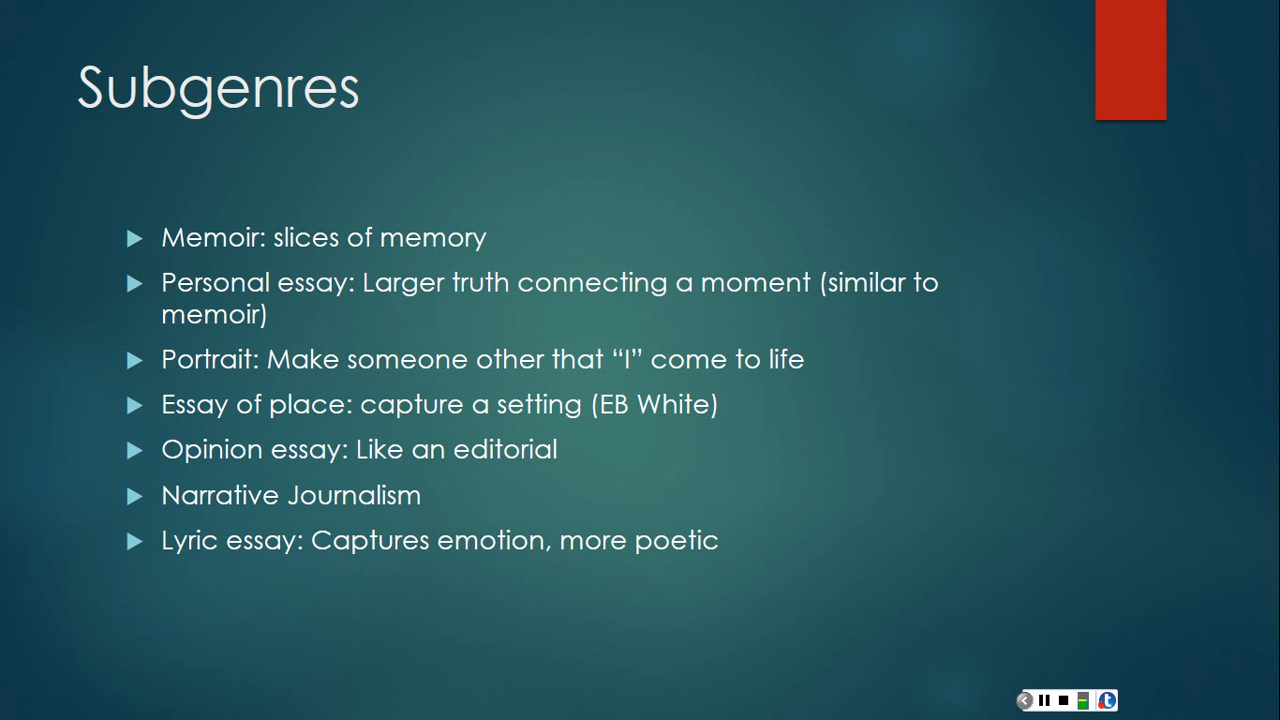 Subgenres
Memoir: slices of memory
Personal essay: Larger truth connecting a moment (similar to
memoir)
Portrait: Make someone other that “I” come to life
Essay of place: capture a setting (EB White)
Opinion essay: Like an editorial
Narrative Journalism
Lyric essay: Captures emotion, more poetic